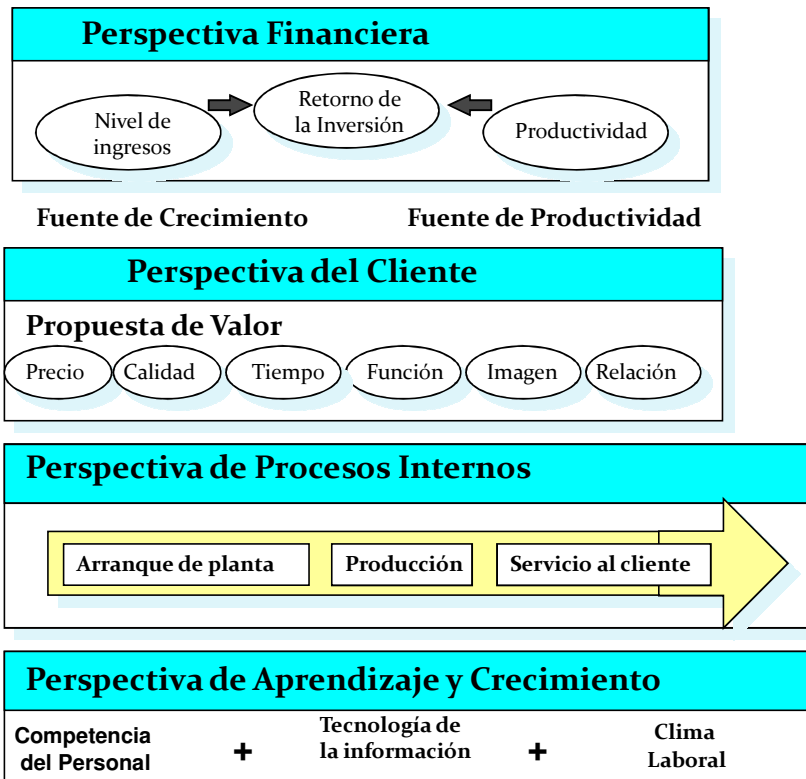 Perspectiva Financiera
Nivel de
ingresos
Retorno de
la Inversión
Productividad
Fuente de Crecimiento
Fuente de Productividad
Perspectiva del Cliente
Propuesta de Valor
Precio
Calidad
Tiempo
Función
Imagen
Relación
Perspectiva de Procesos Internos
Arranque de planta
Producción
Servicio al cliente
Perspectiva de Aprendizaje y Crecimiento
Competencia
del Personal
+
Tecnología de
la información
+
Clima
Laboral